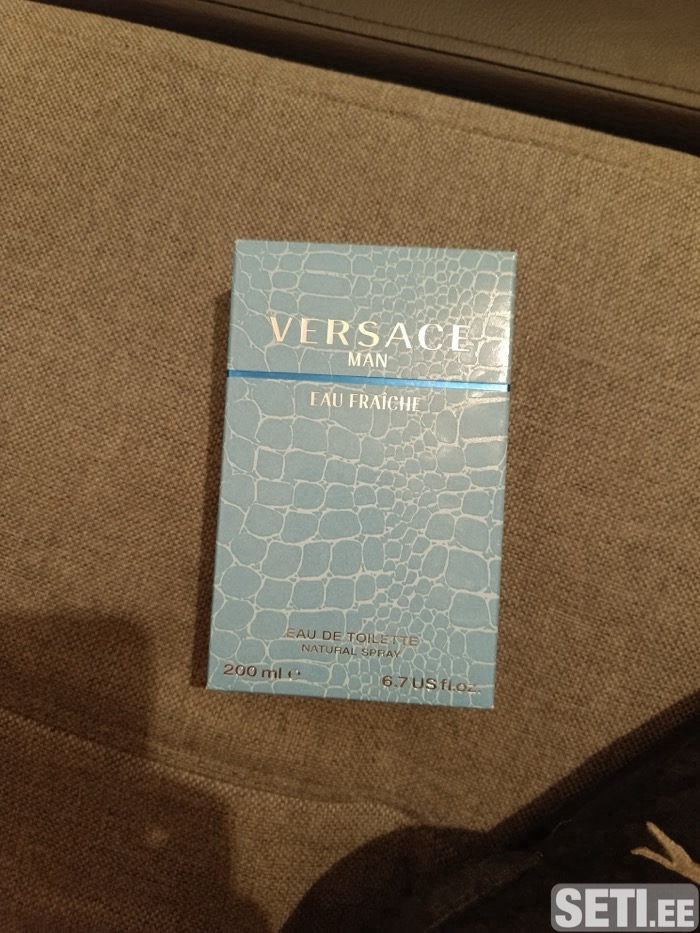 VERSACE
MAN
EAU FRAÎCHE
EAU DE TOILETTE
NATURAL SPRAY
200 ml ℮ 6.7 US fl.oz.
SETI.EE